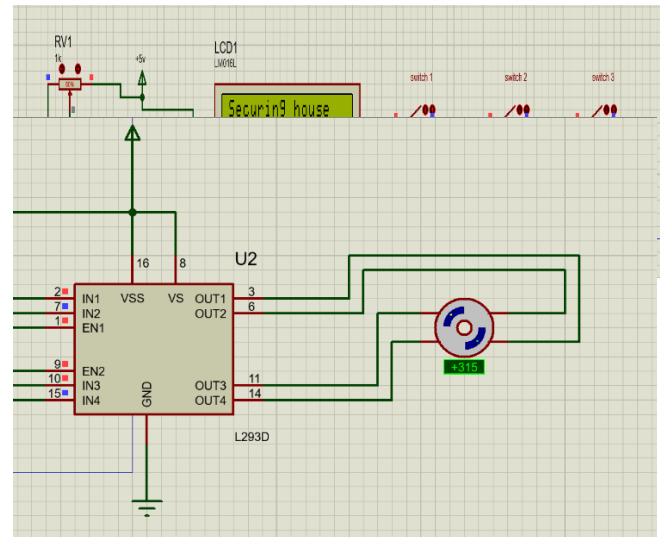 RV1
1k
+5v
LCD1
LM016L
switch 1
switch 2
switch 3
Securing house
U2
16
8
2
IN1
VSS
VS
OUT1
3
7
IN2
OUT2
6
1
EN1
9
EN2
10
IN3
OUT3
11
15
IN4
GND
OUT4
14
+315
L293D